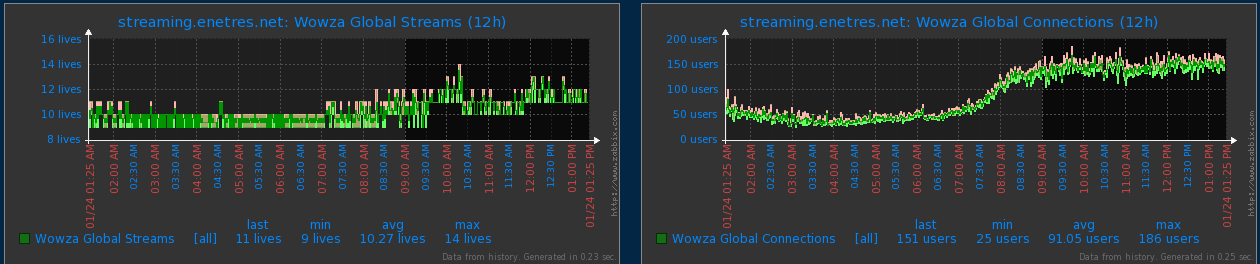 streaming.enetres.net: Wowza Global Streams (12h)
16 lives
14 lives
12 lives
10 lives
8 lives
01/24 01:25 AM
02:00 AM
02:30 AM
03:00 AM
03:30 AM
04:00 AM
04:30 AM
05:00 AM
05:30 AM
06:00 AM
06:30 AM
07:00 AM
07:30 AM
08:00 AM
08:30 AM
09:00 AM
09:30 AM
10:00 AM
10:30 AM
11:00 AM
11:30 AM
12:00 PM
12:30 PM
01:00 PM
01/24 01:25 PM
http://www.zabbix.com
last min avg max
Wowza Global Streams [all] 11 lives 9 lives 10.27 lives 14 lives
Data from history. Generated in 0.23 sec.
streaming.enetres.net: Wowza Global Connections (12h)
200 users
150 users
100 users
50 users
0 users
01/24 01:25 AM
02:00 AM
02:30 AM
03:00 AM
03:30 AM
04:00 AM
04:30 AM
05:00 AM
05:30 AM
06:00 AM
06:30 AM
07:00 AM
07:30 AM
08:00 AM
08:30 AM
09:00 AM
09:30 AM
10:00 AM
10:30 AM
11:00 AM
11:30 AM
12:00 PM
12:30 PM
01:00 PM
01/24 01:25 PM
http://www.zabbix.com
last min avg max
Wowza Global Connections [all] 151 users 25 users 91.05 users 186 users
Data from history. Generated in 0.25 sec.